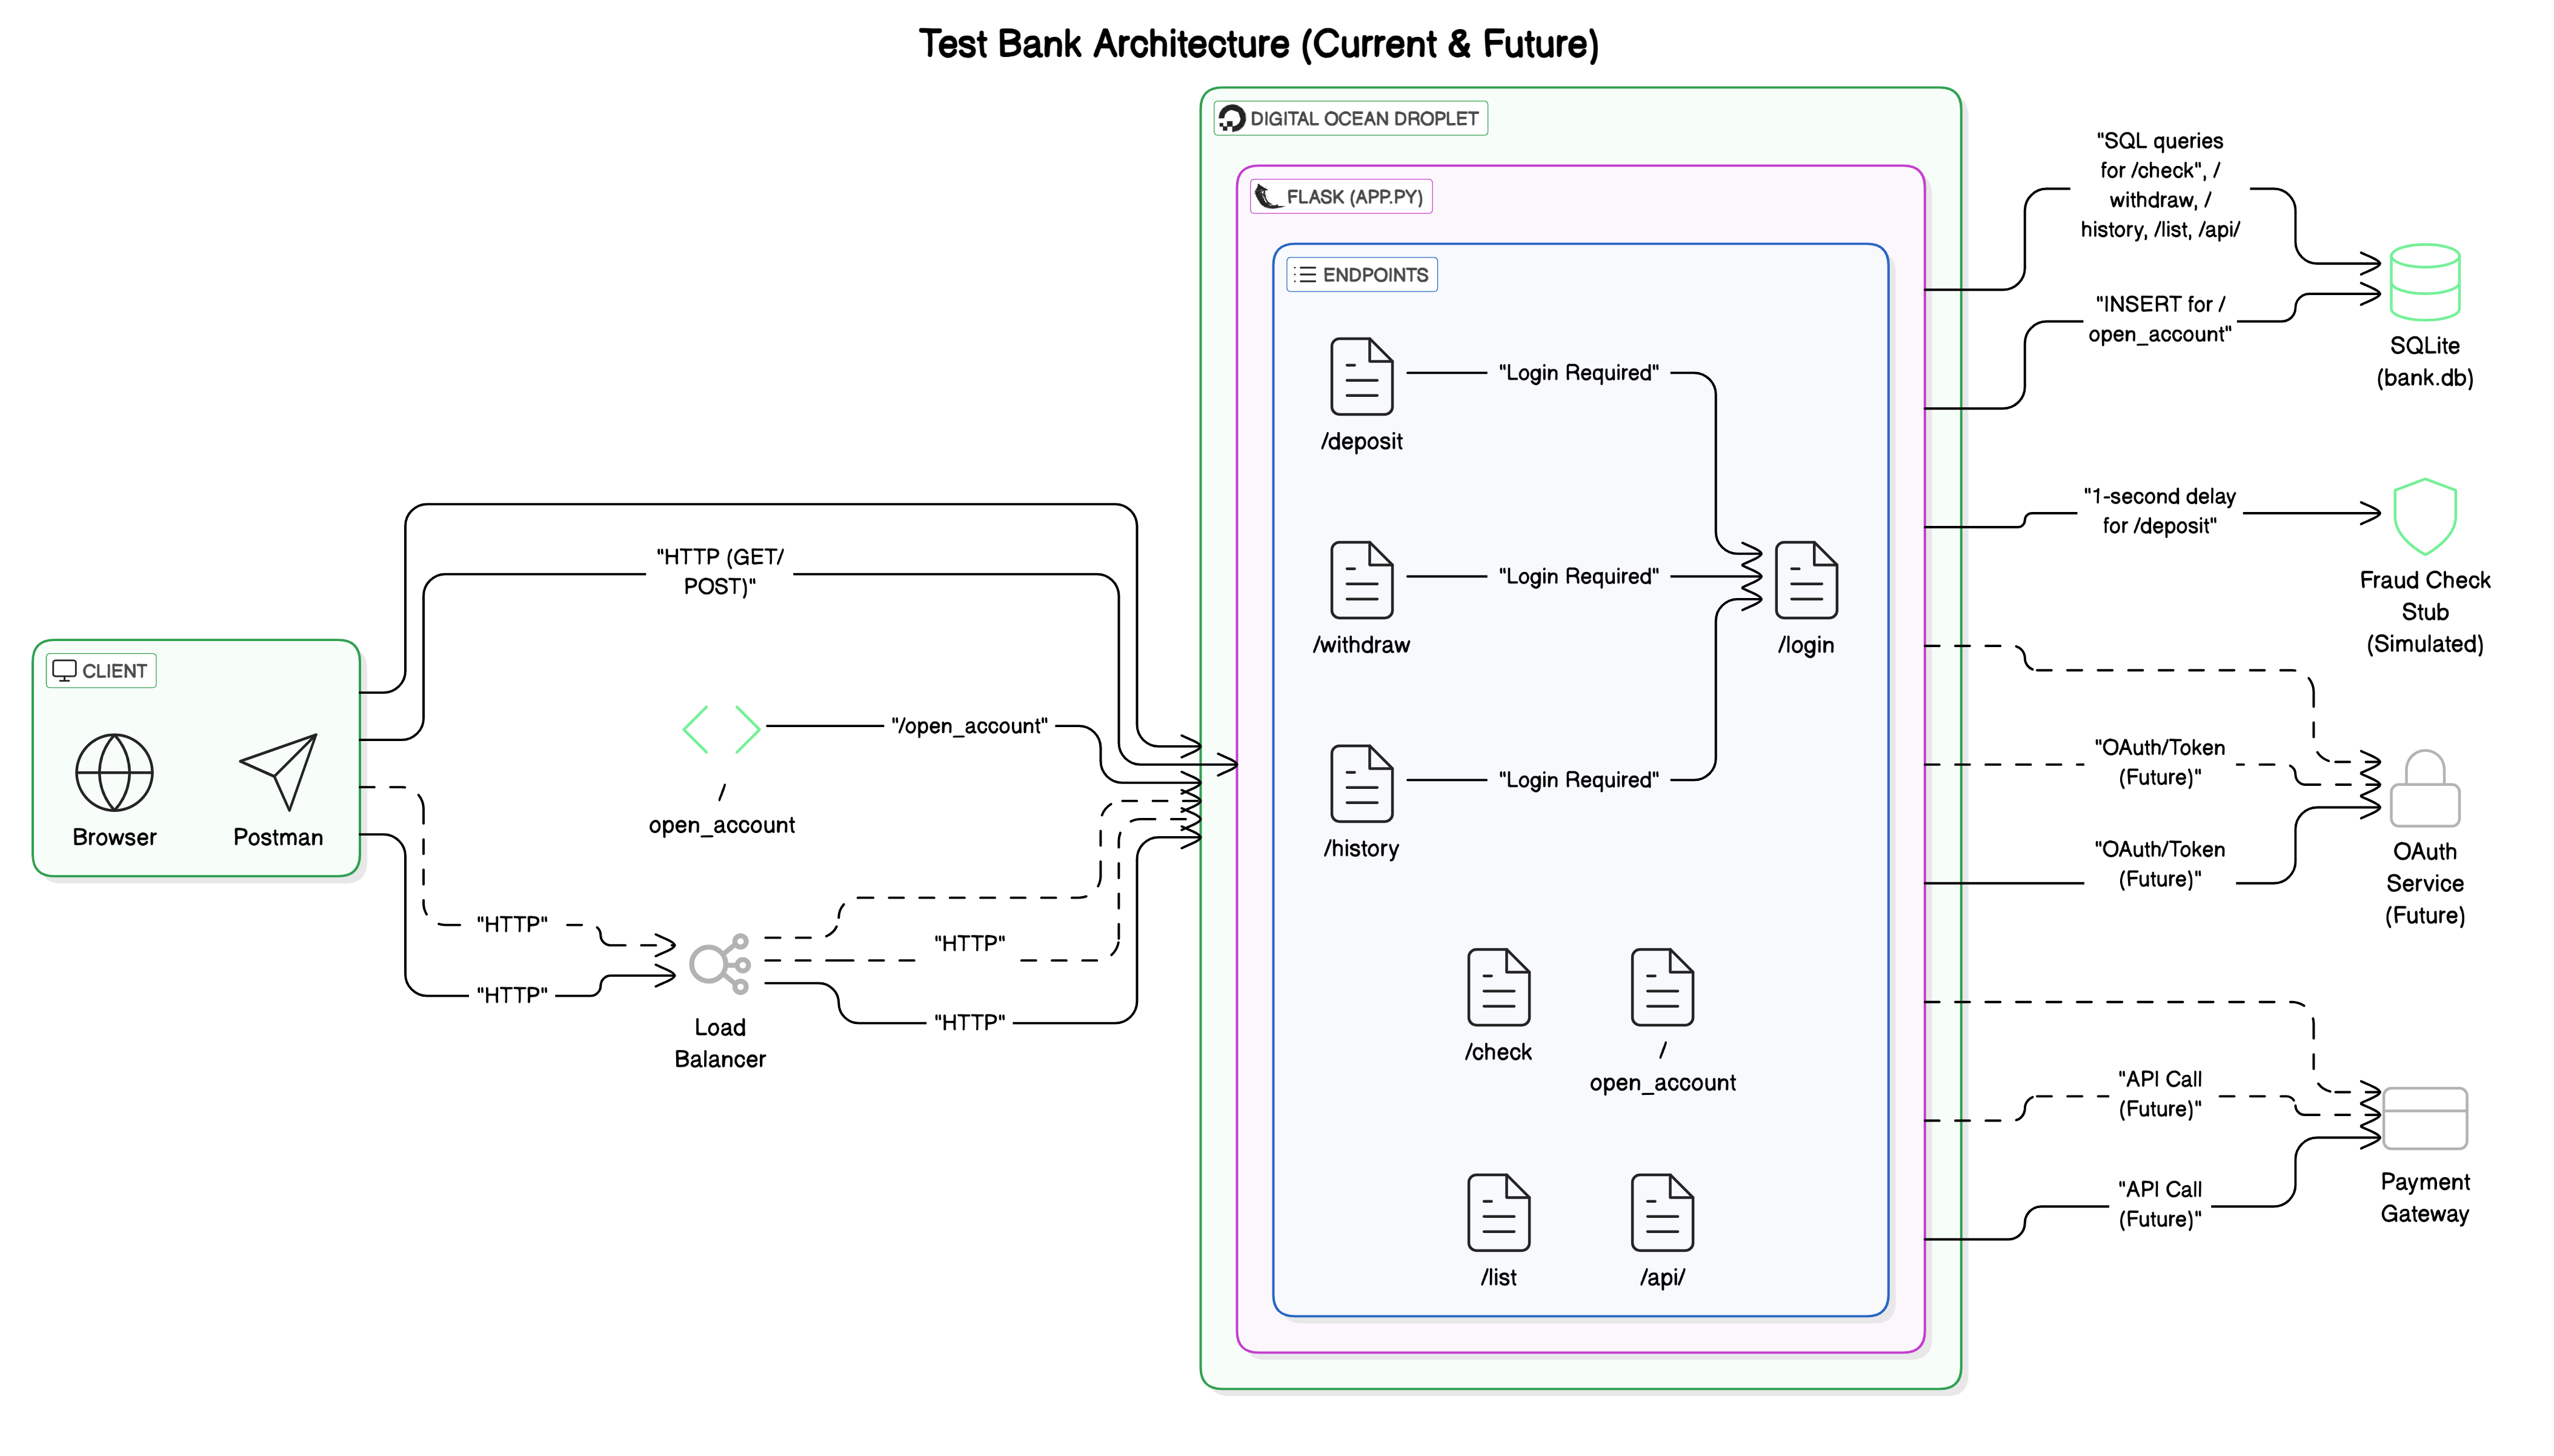 Test Bank Architecture (Current & Future)
DIGITAL OCEAN DROPLET
FLASK (APP.PY)
ENDPOINTS
"SQL queries
for /check", /
withdraw, /
history, /list, /api/
"INSERT for /
open_account"
SQLite
(bank.db)
"Login Required"
/deposit
"1-second delay
for /deposit"
Fraud Check
Stub
(Simulated)
"HTTP (GET/
POST)"
"Login Required"
/withdraw
/login
CLIENT
Browser
Postman
"/open_account"
/
open_account
"Login Required"
/history
"OAuth/Token
(Future)"
"OAuth/Token
(Future)"
OAuth
Service
(Future)
"HTTP"
"HTTP"
"HTTP"
"HTTP"
Load
Balancer
/check
/
open_account
"API Call
(Future)"
"API Call
(Future)"
Payment
Gateway
/list
/api/